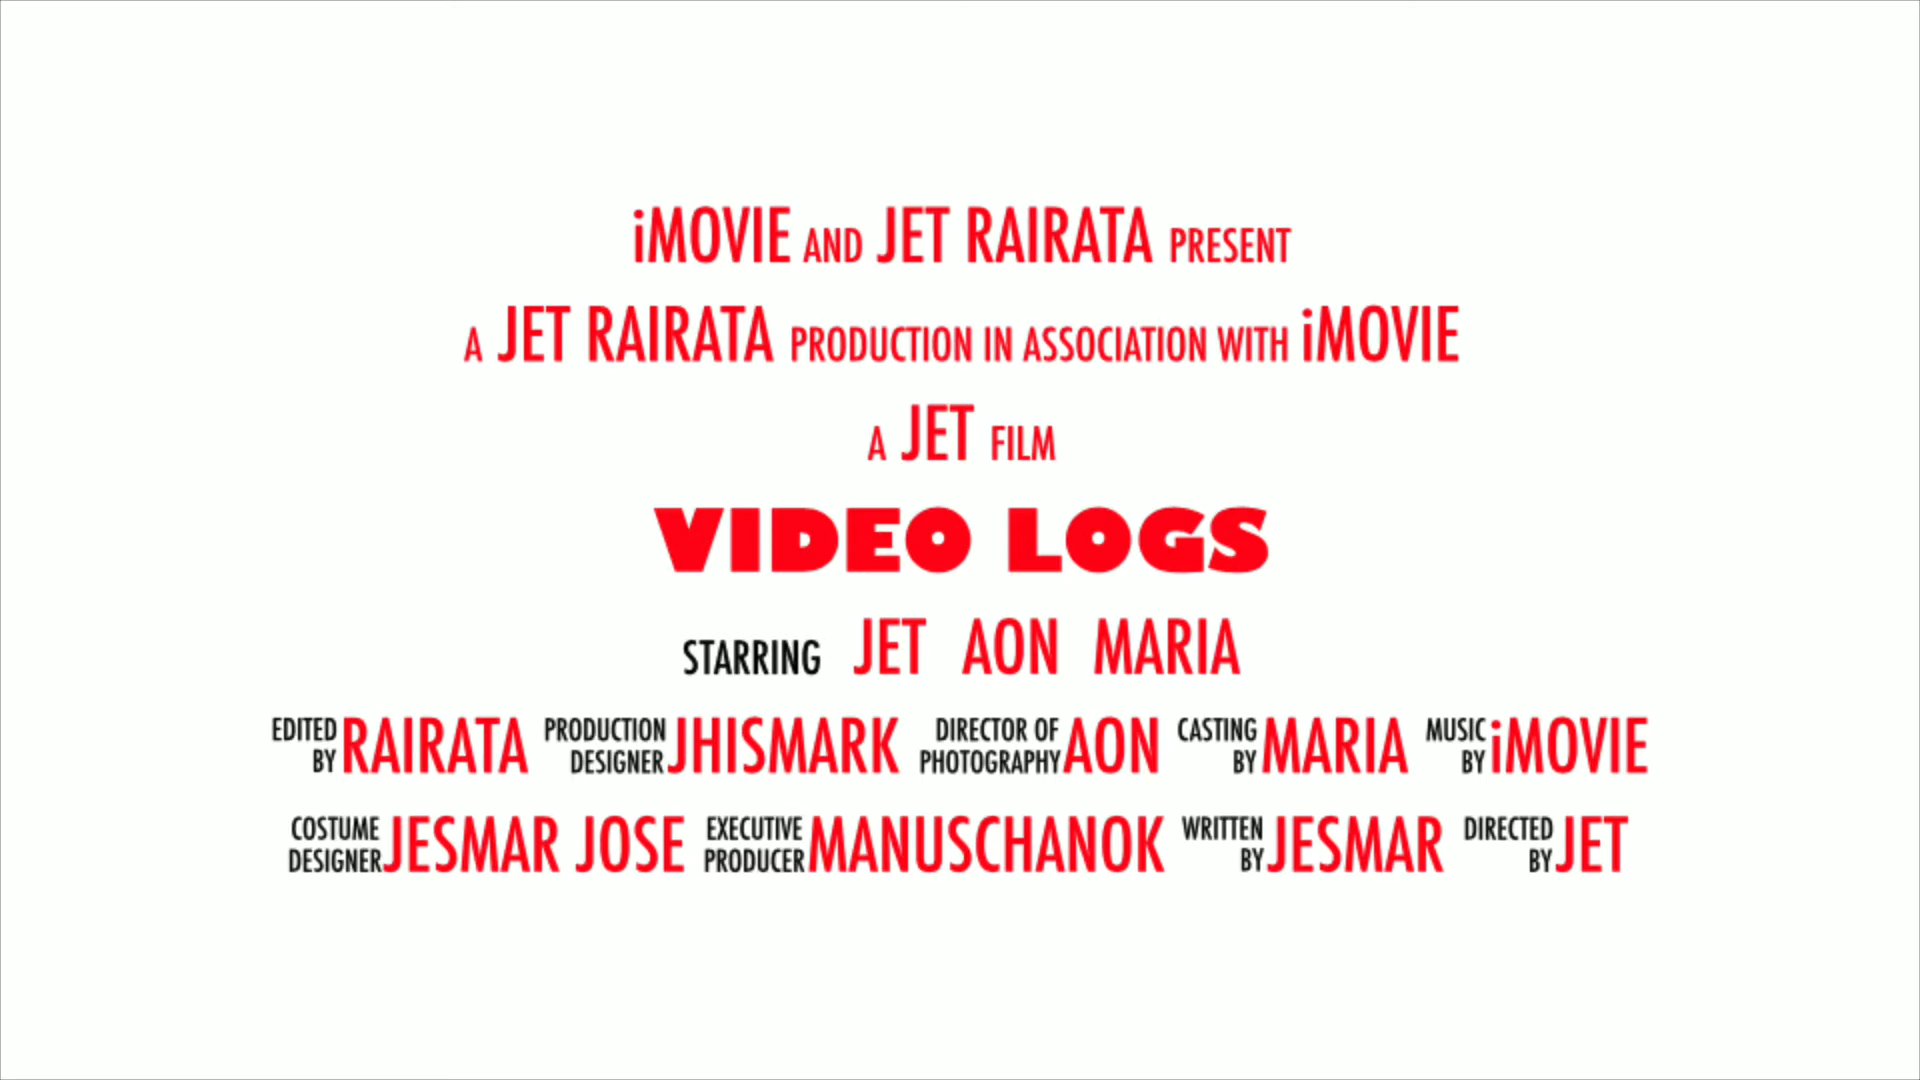 iMOVIE AND JET RAIRATA PRESENT
A JET RAIRATA PRODUCTION IN ASSOCIATION WITH iMOVIE
A JET FILM
VIDEO LOGS
STARRING JET AON MARIA
EDITED BY RAIRATA PRODUCTION DESIGNER JHISMARK DIRECTOR OF PHOTOGRAPHY AON CASTING BY MARIA MUSIC BY iMOVIE
COSTUME DESIGNER JESMAR JOSE EXECUTIVE PRODUCER MANUSCHANOK WRITTEN BY JESMAR DIRECTED BY JET